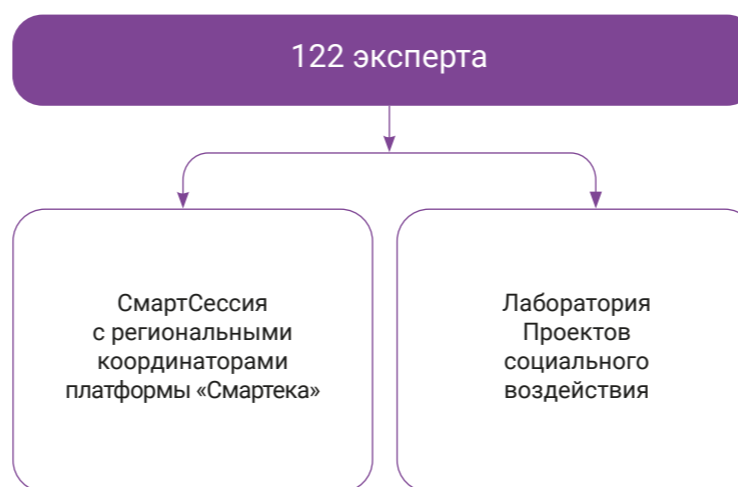 122 эксперта
СмартСессия
с региональными
координаторами
платформы «Смартека»
Лаборатория
Проектов
социального
воздействия